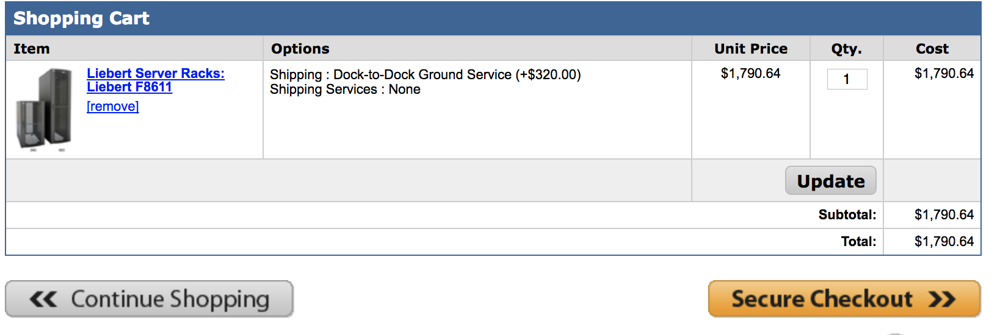 Shopping Cart
Item Options Unit Price Qty. Cost
Liebert Server Racks:
Liebert F8611
[remove]
Shipping : Dock-to-Dock Ground Service (+$320.00)
Shipping Services : None
$1,790.64
1
$1,790.64
Update
Subtotal: $1,790.64
Total: $1,790.64
Continue Shopping
Secure Checkout